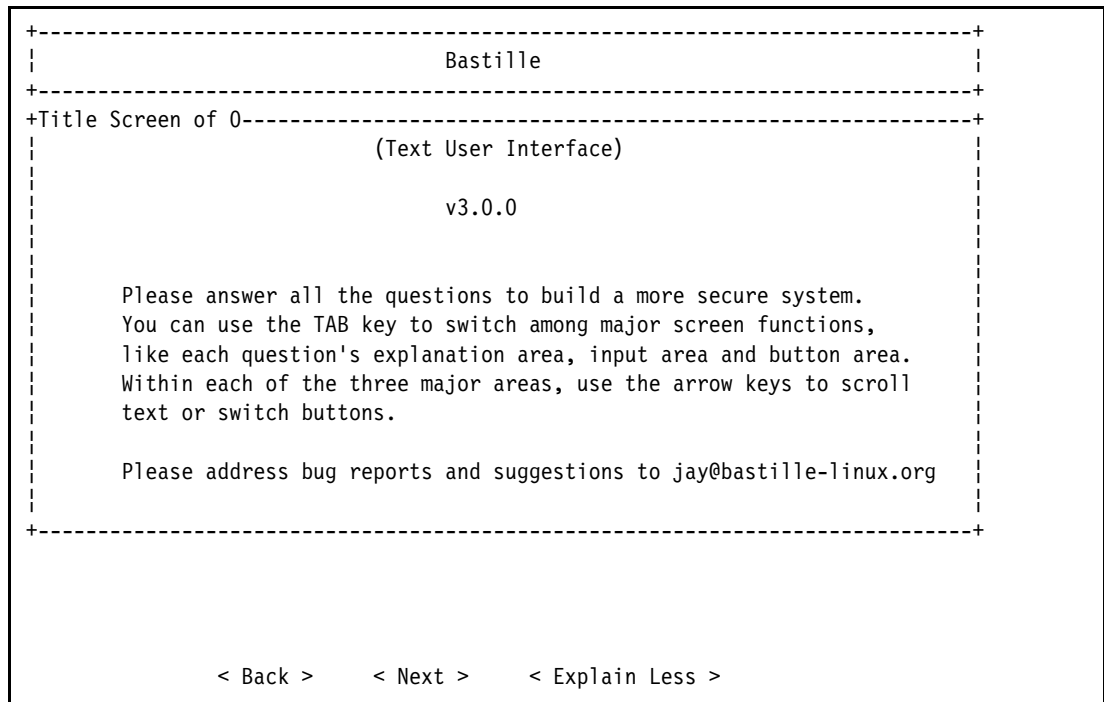 Bastille
Title Screen of 0
(Text User Interface)
v3.0.0
Please answer all the questions to build a more secure system.
You can use the TAB key to switch among major screen functions,
like each question's explanation area, input area and button area.
Within each of the three major areas, use the arrow keys to scroll
text or switch buttons.
Please address bug reports and suggestions to jay@bastille-linux.org
< Back > < Next > < Explain Less >